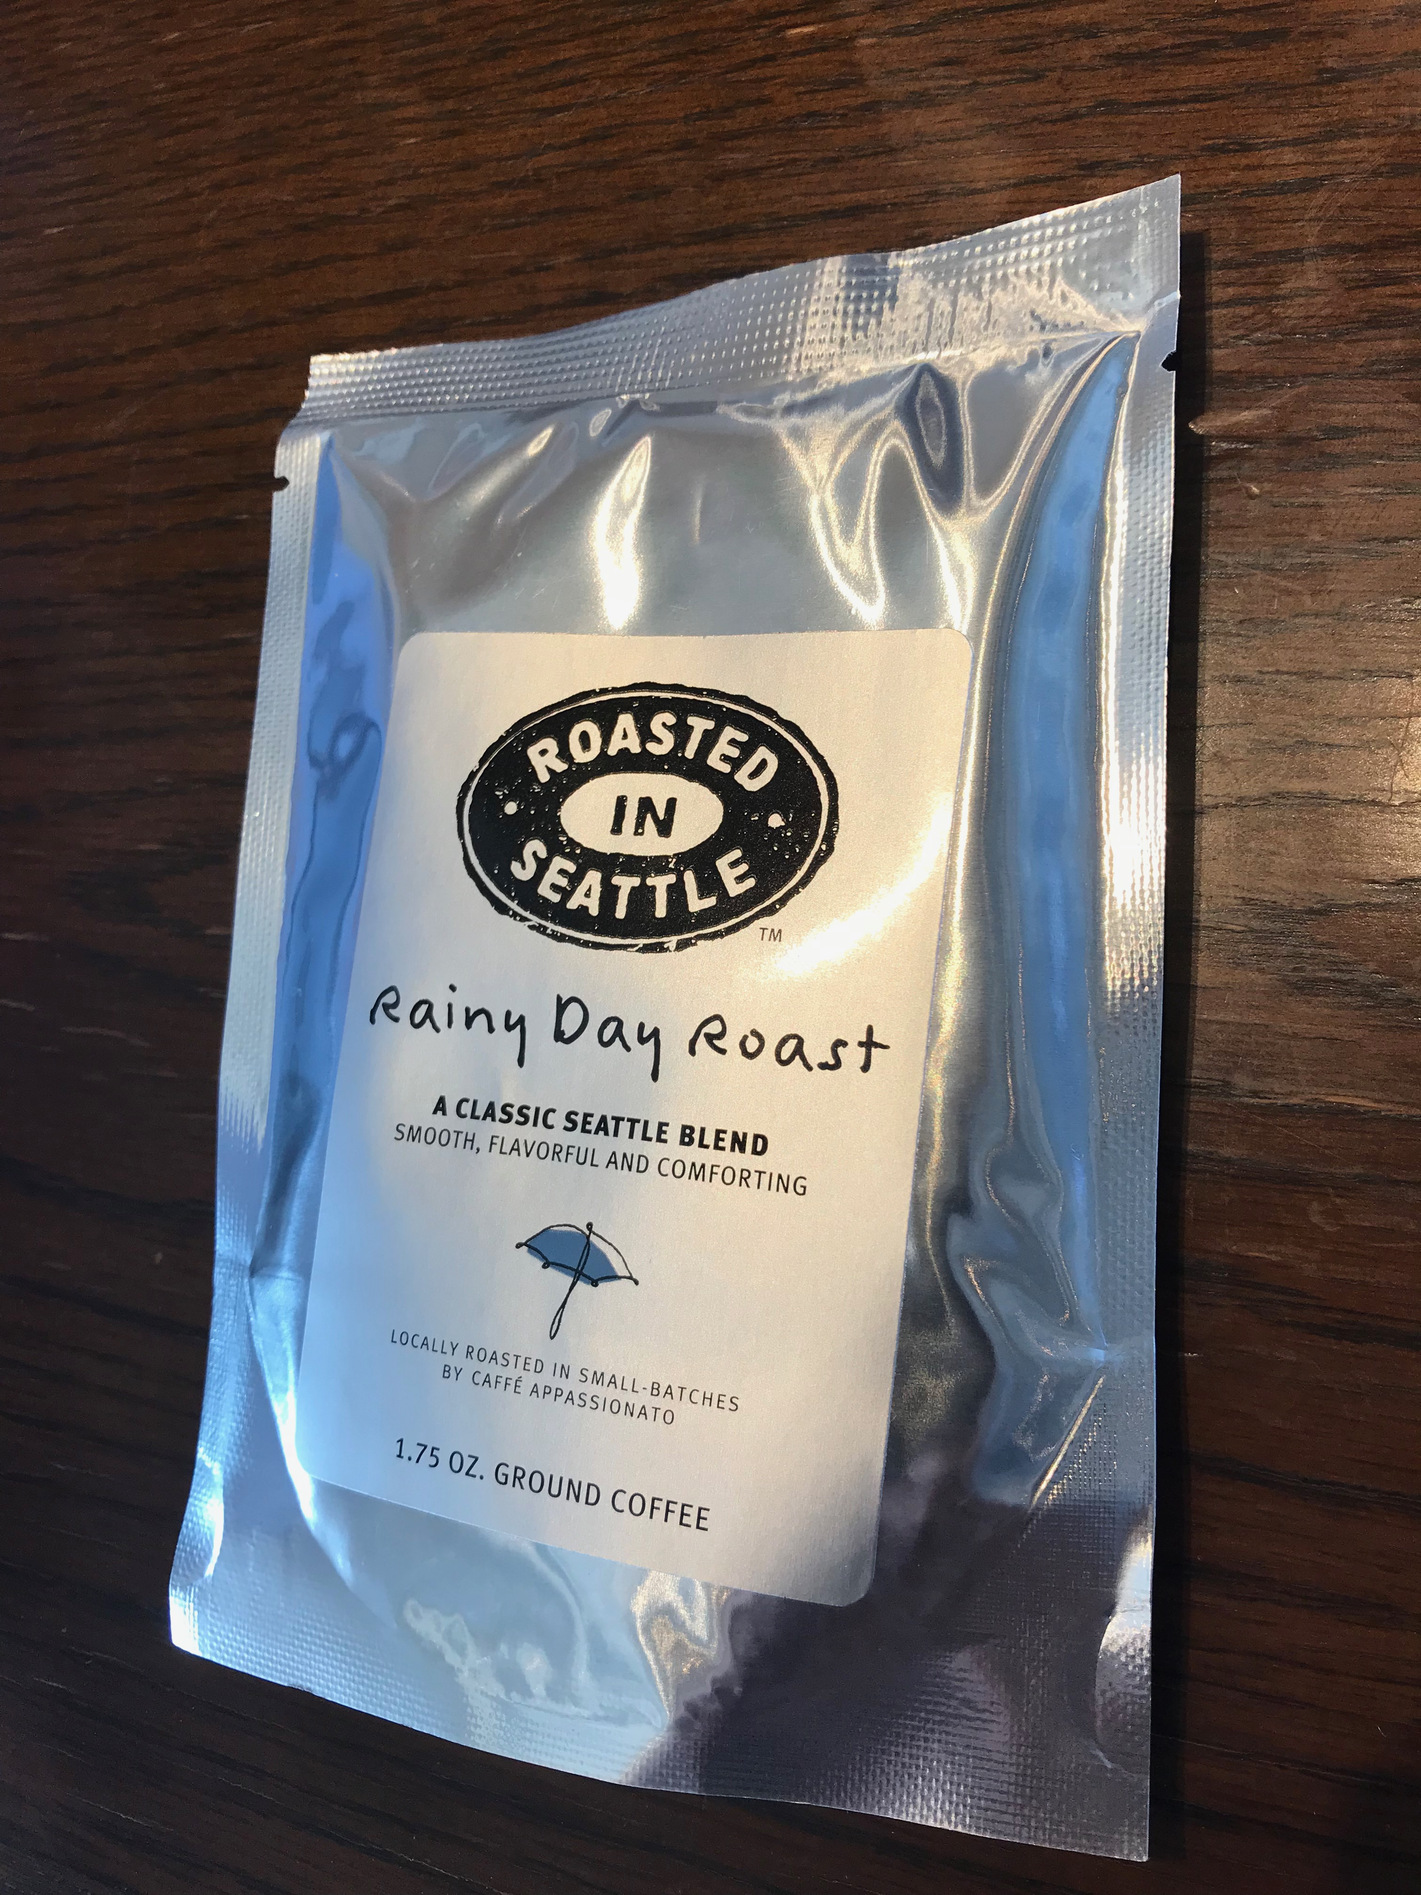 ROASTED
IN
SEATTLE
TM
Rainy Day Roast
A CLASSIC SEATTLE BLEND
SMOOTH, FLAVORFUL AND COMFORTING
LOCALLY ROASTED IN SMALL-BATCHES
BY CAFFÉ APPASSIONATO
1.75 OZ. GROUND COFFEE